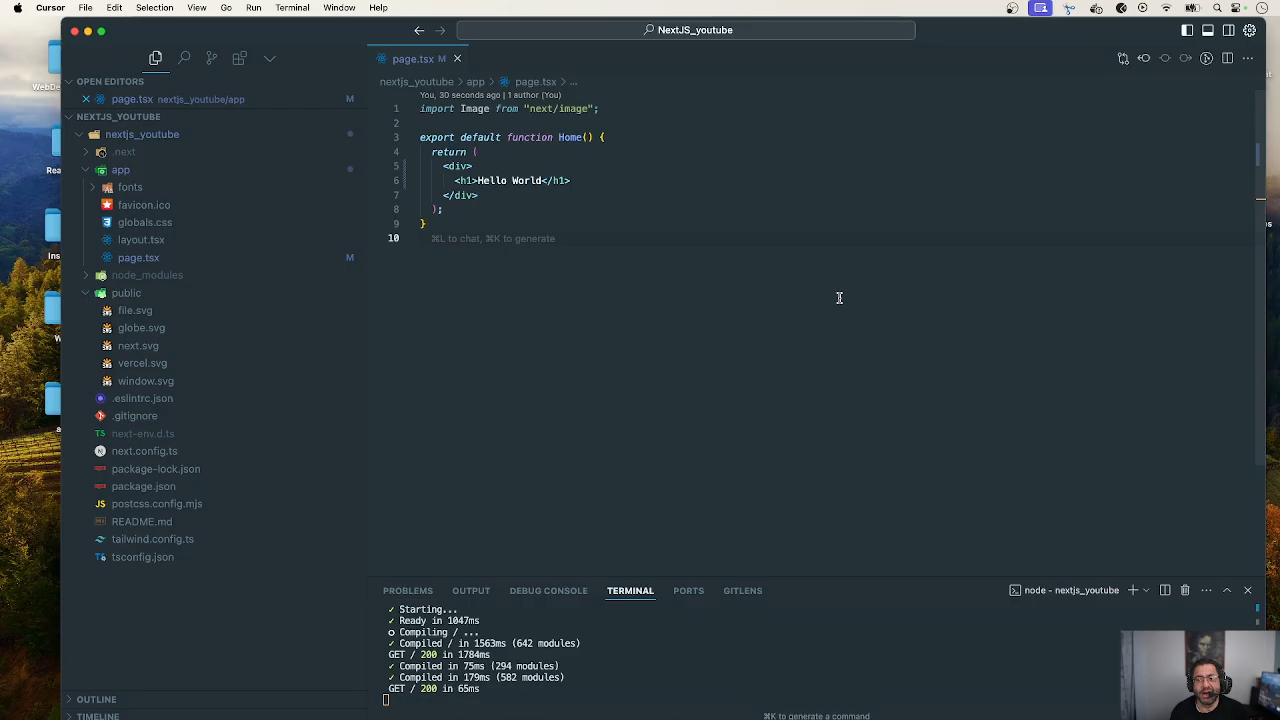 Cursor File Edit Selection View Go Run Terminal Window Help
NextJS_youtube
OPEN EDITORS
page.tsx nextjs_youtube/app M
NEXTJS_YOUTUBE
nextjs_youtube
.next
app
fonts
favicon.ico
globals.css
layout.tsx
page.tsx M
node_modules
public
file.svg
globe.svg
next.svg
vercel.svg
window.svg
.eslintrc.json
.gitignore
TS next-env.d.ts
next.config.ts
package-lock.json
package.json
JS postcss.config.mjs
README.md
tailwind.config.ts
TS tsconfig.json
OUTLINE
TIMELINE
page.tsx M
nextjs_youtube > app > page.tsx > ...
You, 30 seconds ago | 1 author (You)
1 import Image from "next/image";
2
3 export default function Home() {
4 return (
5 <div>
6 <h1>Hello World</h1>
7 </div>
8 );
9 }
10 ⌘L to chat, ⌘K to generate
PROBLEMS OUTPUT DEBUG CONSOLE TERMINAL PORTS GITLENS
node - nextjs_youtube
✓ Starting...
✓ Ready in 1047ms
○ Compiling / ...
✓ Compiled / in 1563ms (642 modules)
GET / 200 in 1784ms
✓ Compiled in 75ms (294 modules)
✓ Compiled in 179ms (582 modules)
GET / 200 in 65ms
⌘K to generate a command